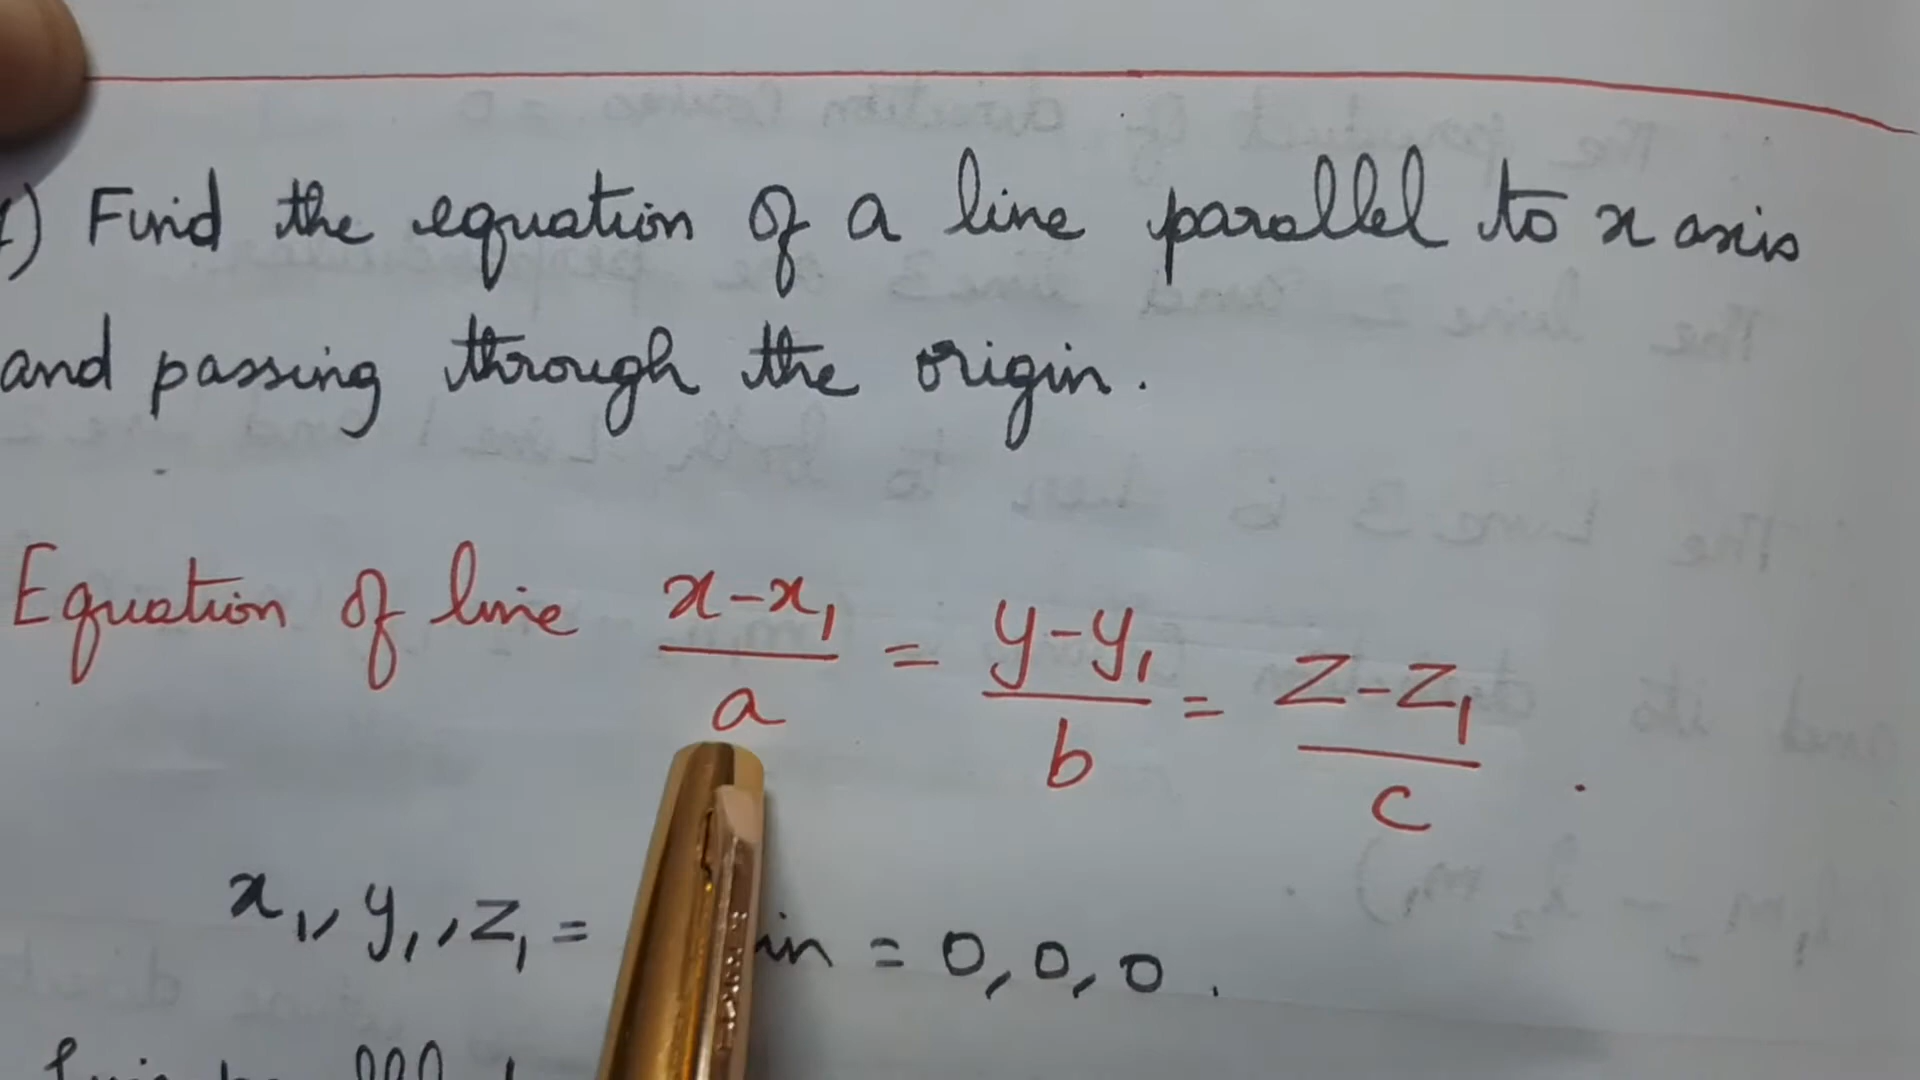 ) Find the equation of a line parallel to x axis
and passing through the origin.
Equation of line x-x₁/a = y-y₁/b = z-z₁/c .
x₁, y₁, z₁ = in = 0, 0, 0.